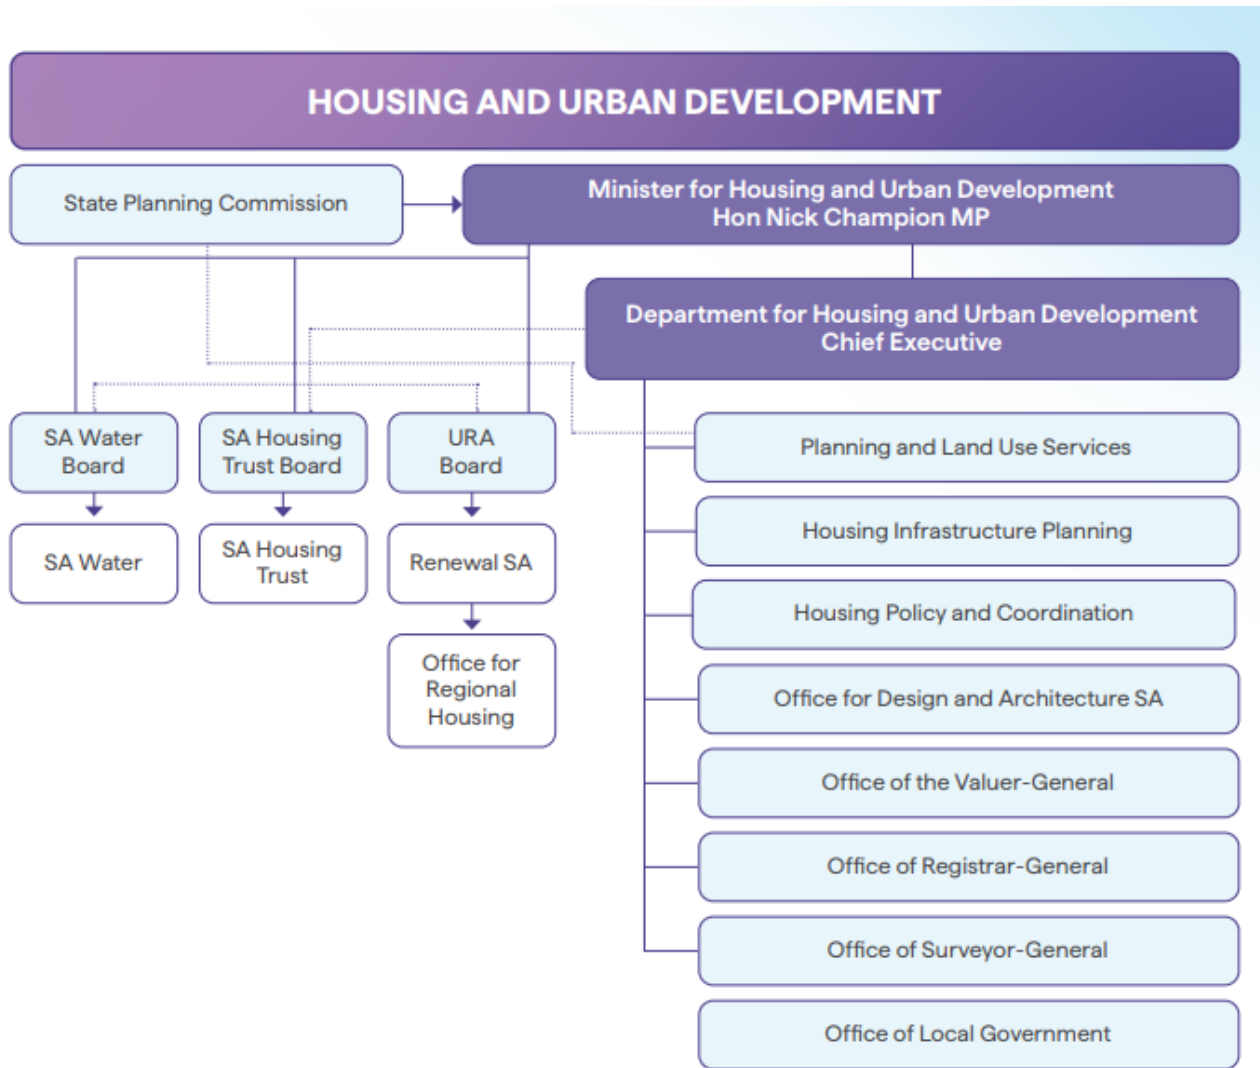 HOUSING AND URBAN DEVELOPMENT
State Planning Commission
Minister for Housing and Urban Development
Hon Nick Champion MP
Department for Housing and Urban Development
Chief Executive
SA Water
Board
SA Housing
Trust Board
URA
Board
SA Water
SA Housing
Trust
Renewal SA
Office for
Regional
Housing
Planning and Land Use Services
Housing Infrastructure Planning
Housing Policy and Coordination
Office for Design and Architecture SA
Office of the Valuer-General
Office of Registrar-General
Office of Surveyor-General
Office of Local Government